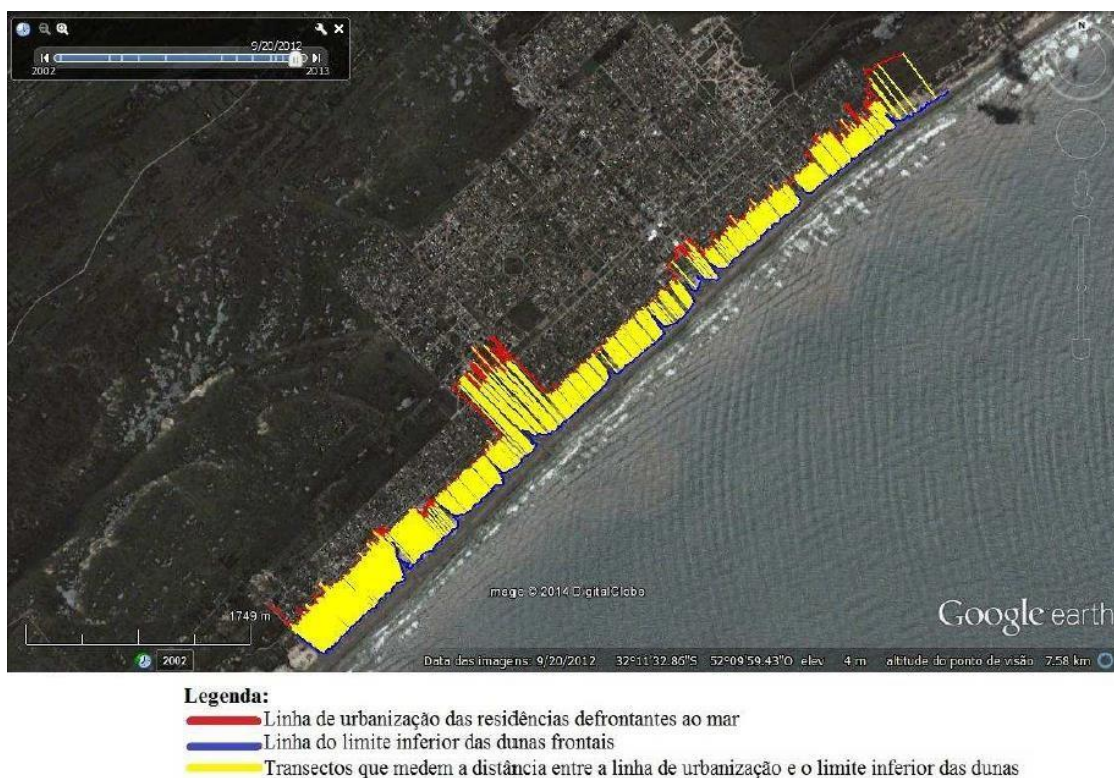 9/20/2012
2002
2013
N
1749 m
Image © 2014 DigitalGlobe
Google earth
2002
Data das imagens: 9/20/2012 32°11'32.86"S 52°09'59.43"O elev 4 m altitude do ponto de visão 7.58 km
Legenda:
Linha de urbanização das residências defrontantes ao mar
Linha do limite inferior das dunas frontais
Transectos que medem a distância entre a linha de urbanização e o limite inferior das dunas